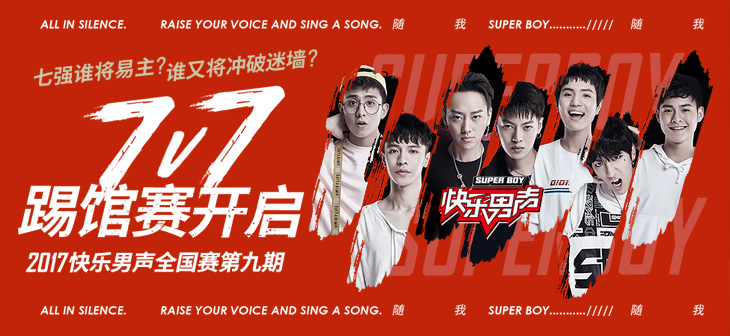 ALL IN SILENCE. RAISE YOUR VOICE AND SING A SONG. 随 我 SUPER BOY.........../////  随
SUPERBOY
七强谁将易主?谁又将冲破迷墙?
7V7
踢馆赛开启
2017快乐男声全国赛第九期
SUPER BOY
快乐男声
SUPERBOY
ALL IN SILENCE. RAISE YOUR VOICE AND SING A SONG. 随 我 SUPER BOY.........../////  随